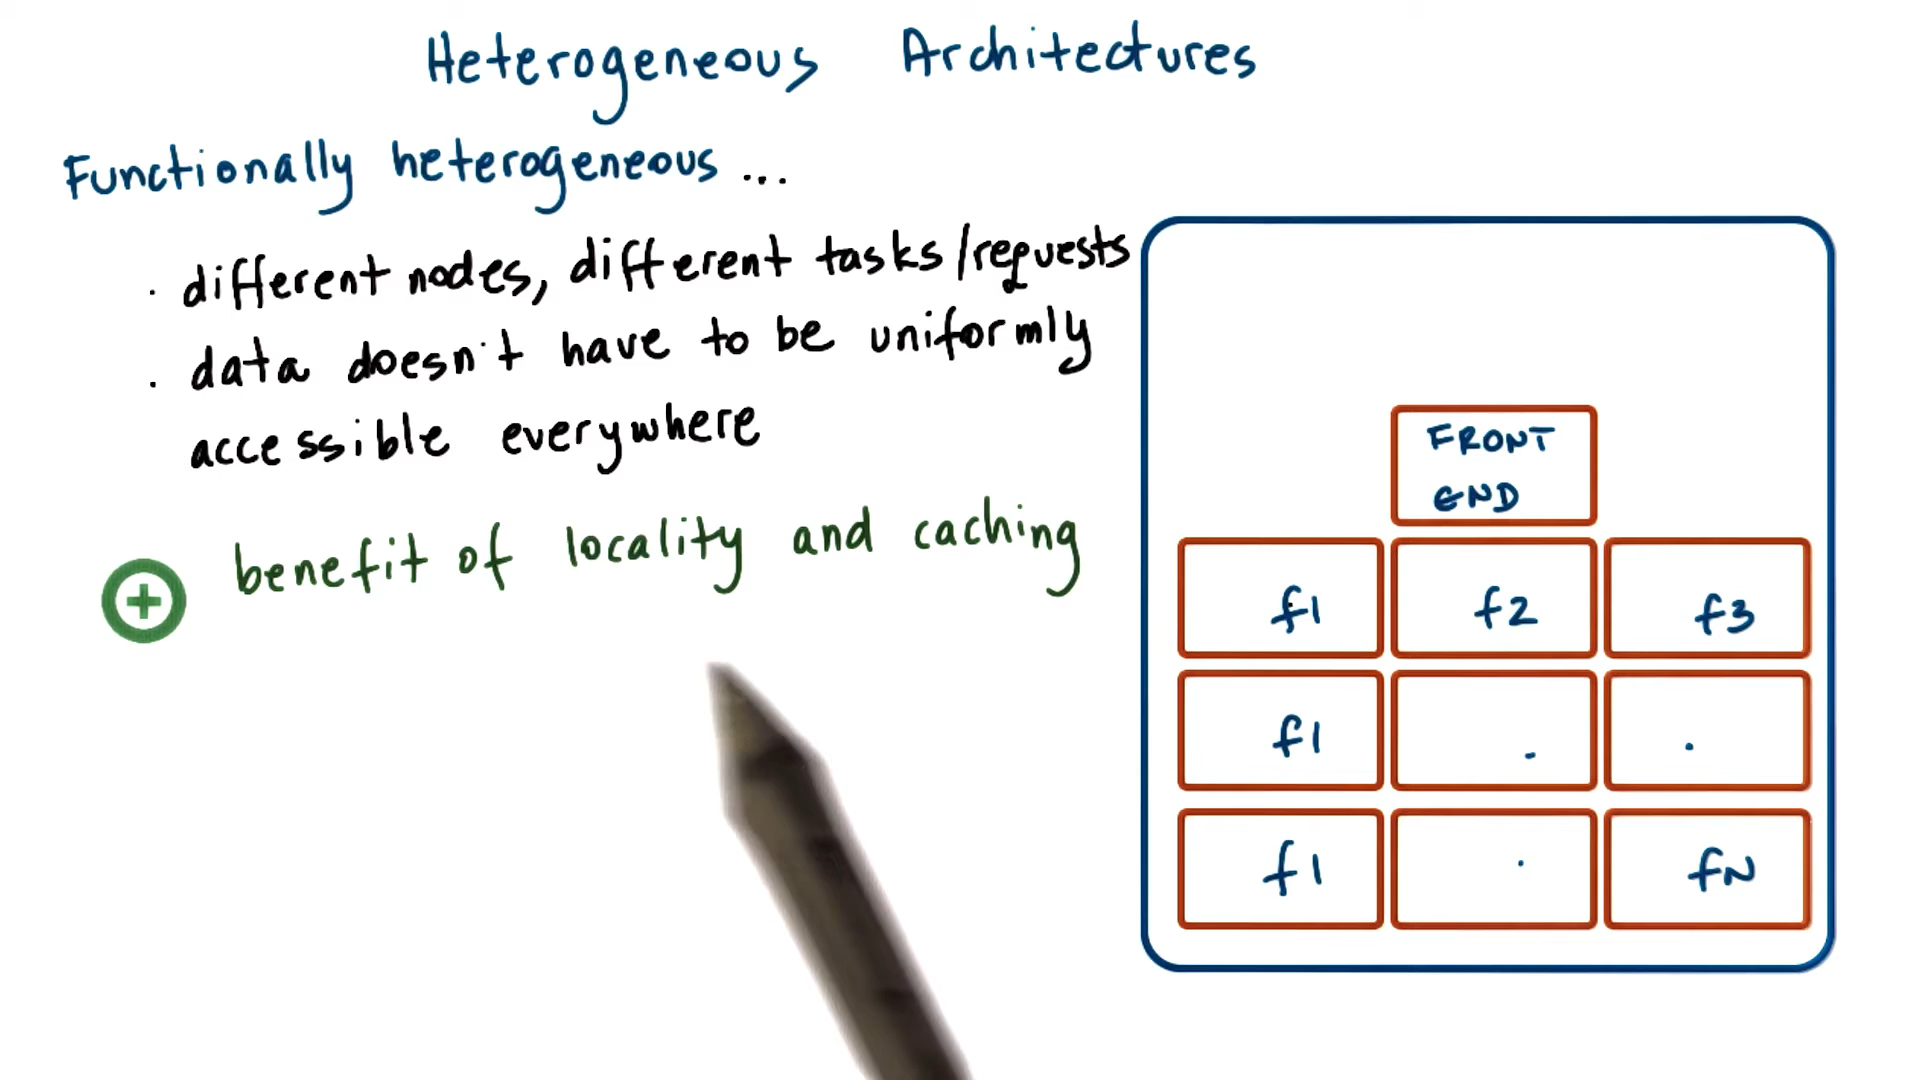 Heterogeneous Architectures
Functionally heterogeneous ...
· different nodes, different tasks/requests
· data doesn't have to be uniformly
accessible everywhere
+ benefit of locality and caching
FRONT
END
f1 f2 f3
f1 . .
f1 . fN